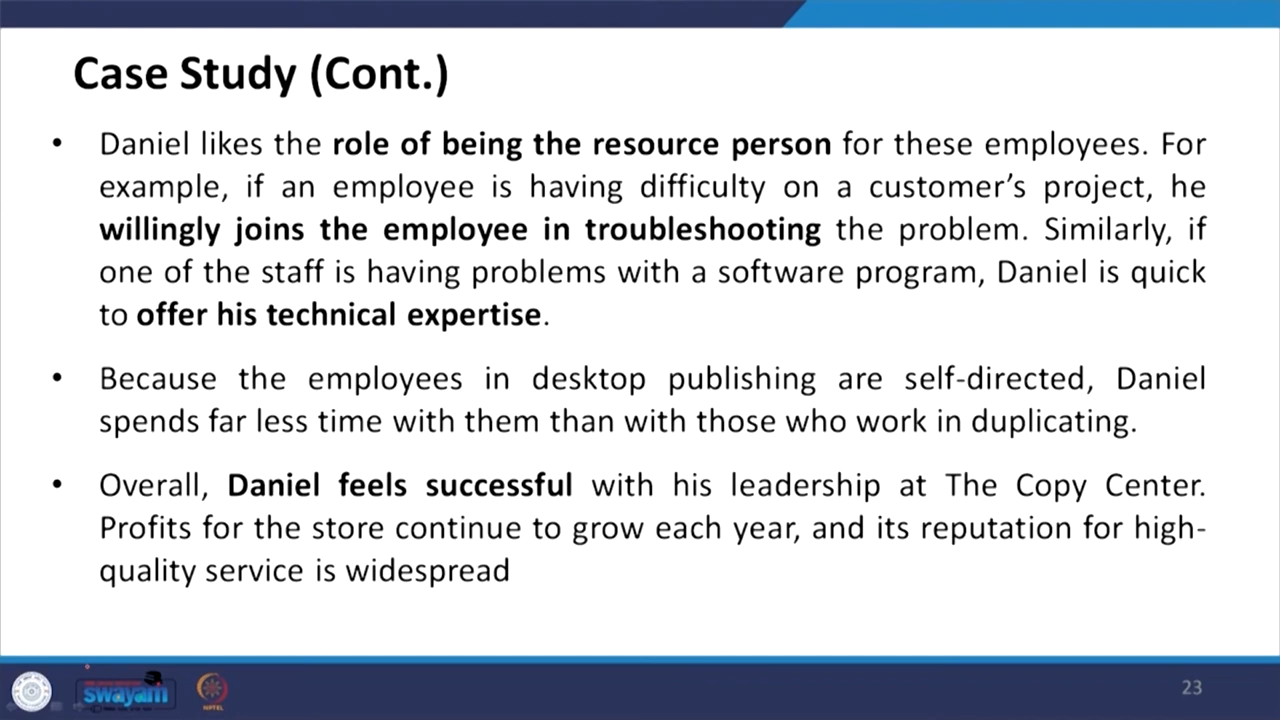 Case Study (Cont.)
• Daniel likes the role of being the resource person for these employees. For
example, if an employee is having difficulty on a customer’s project, he
willingly joins the employee in troubleshooting the problem. Similarly, if
one of the staff is having problems with a software program, Daniel is quick
to offer his technical expertise.
• Because the employees in desktop publishing are self-directed, Daniel
spends far less time with them than with those who work in duplicating.
• Overall, Daniel feels successful with his leadership at The Copy Center.
Profits for the store continue to grow each year, and its reputation for high-
quality service is widespread
swayam
NPTEL
23